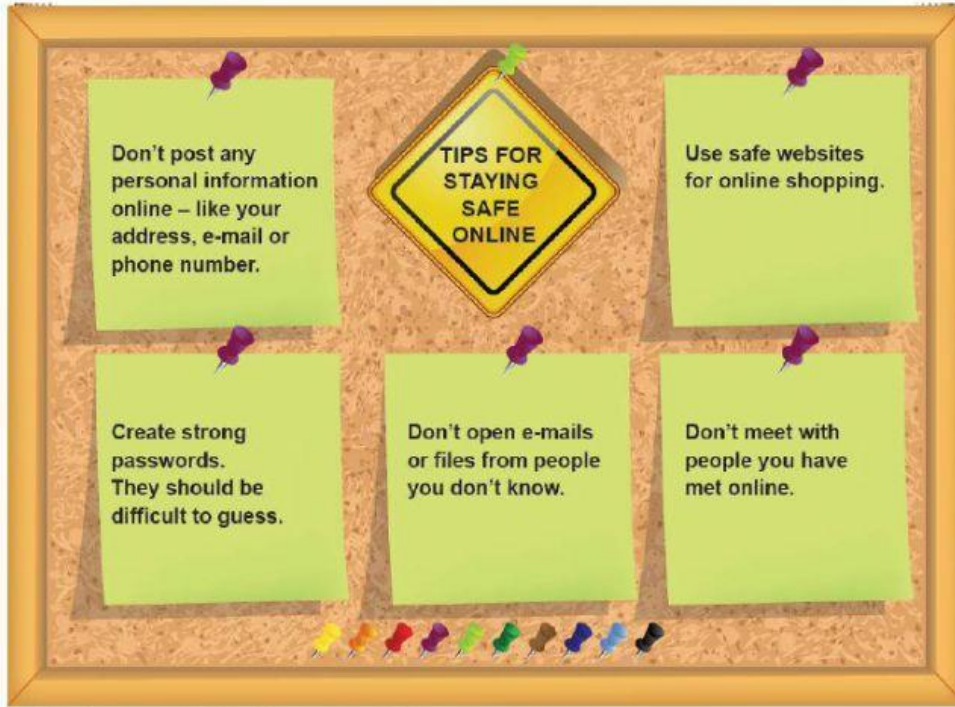 Don't post any
personal information
online – like your
address, e-mail or
phone number.
TIPS FOR
STAYING
SAFE
ONLINE
Use safe websites
for online shopping.
Create strong
passwords.
They should be
difficult to guess.
Don't open e-mails
or files from people
you don't know.
Don't meet with
people you have
met online.